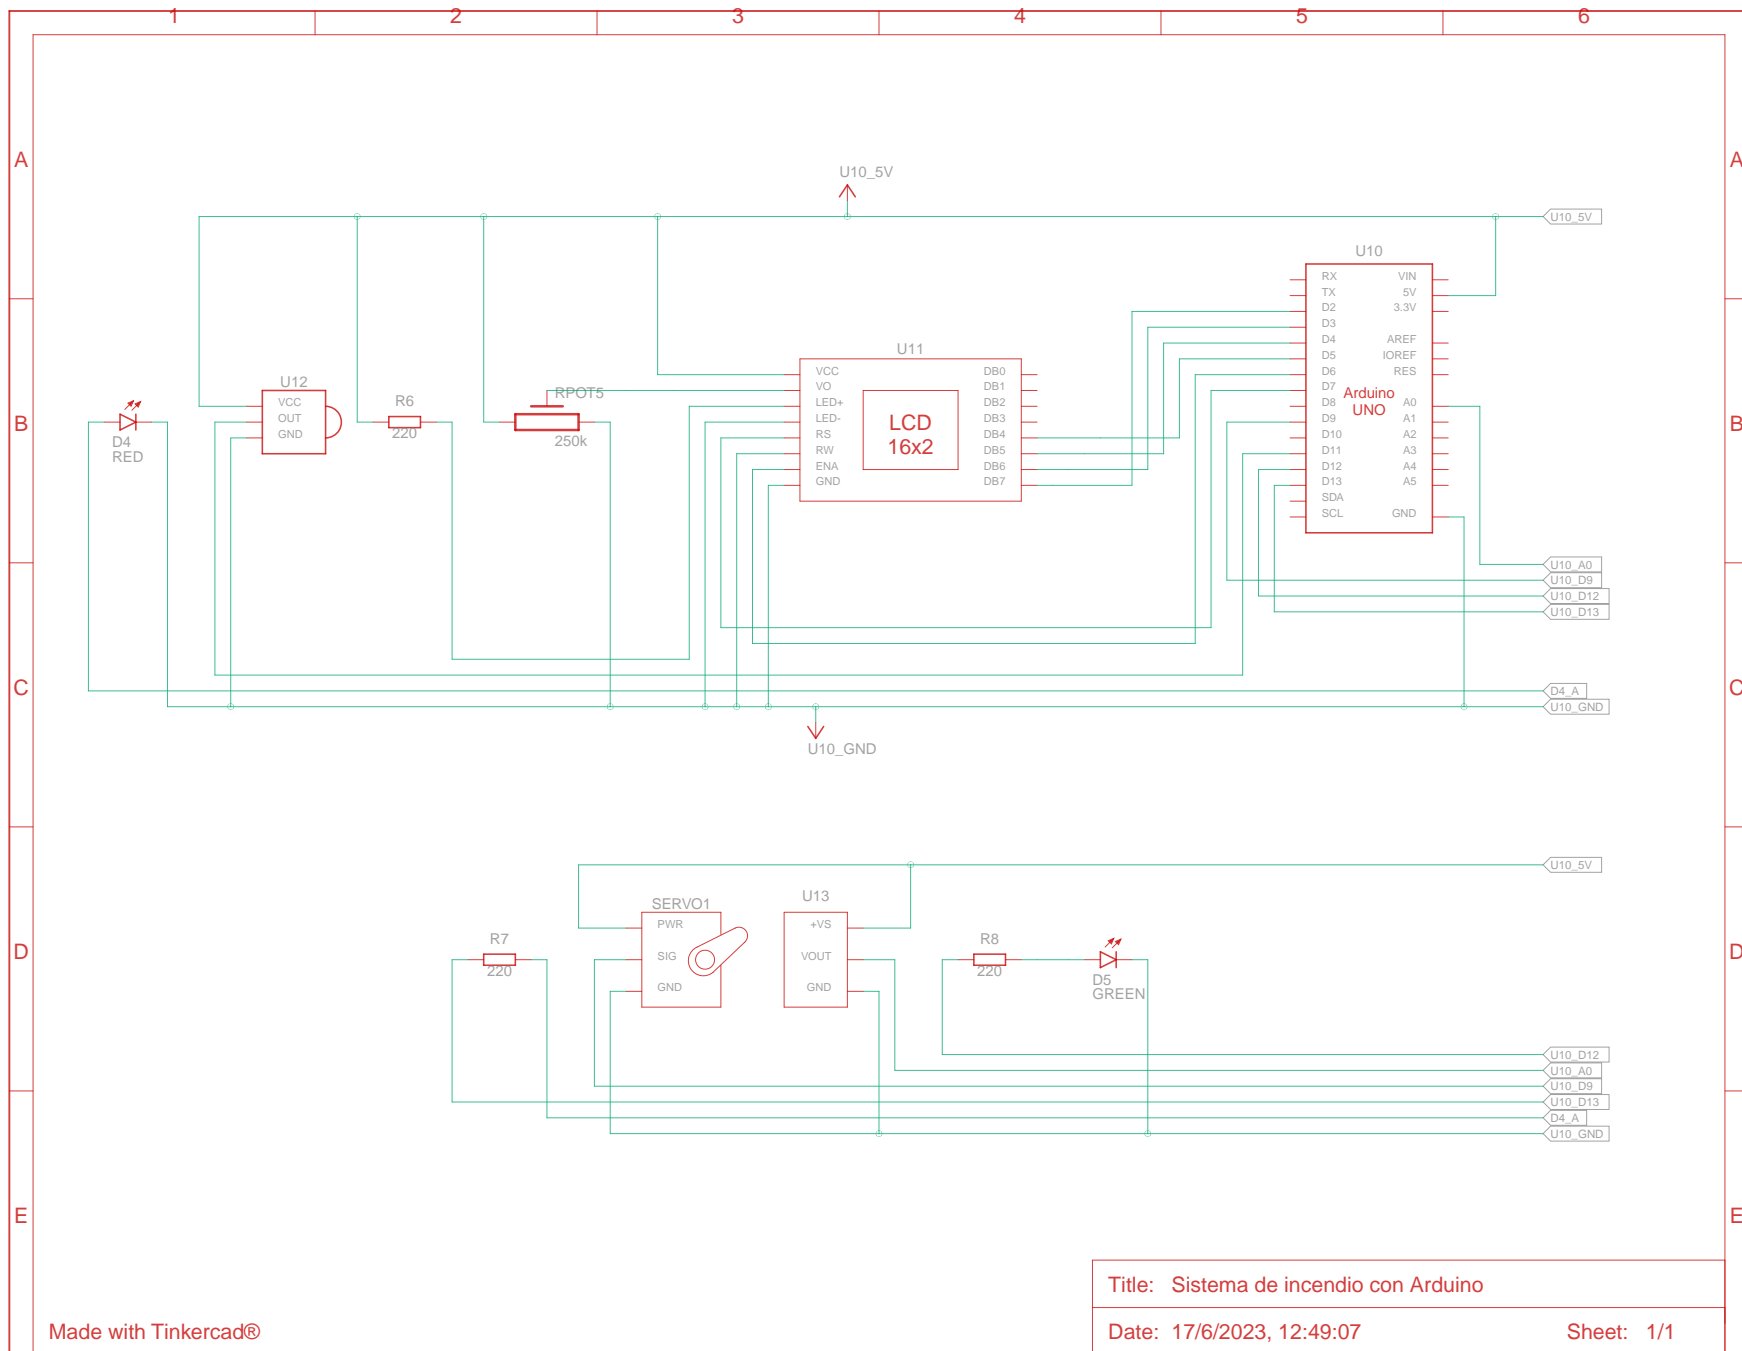 1 2 3 4 5 6
A A
U10_5V
U10_5V
U10
RX VIN
TX 5V
D2 3.3V
D3
D4 AREF
D5 IOREF
D6 RES
D7
D8 A0
D9 A1
D10 A2
D11 A3
D12 A4
D13 A5
SDA
SCL GND
Arduino
UNO
U11
VCC DB0
VO DB1
LED+ DB2
LED- DB3
RS DB4
RW DB5
ENA DB6
GND DB7
LCD
16x2
U12
VCC
OUT
GND
R6
220
RPOT5
250k
B B
D4
RED
U10_A0
U10_D9
U10_D12
U10_D13
C C
D4_A
U10_GND
U10_GND
U10_5V
SERVO1
PWR
SIG
GND
U13
+VS
VOUT
GND
D D
R7
220
R8
220
D5
GREEN
U10_D12
U10_A0
U10_D9
U10_D13
D4_A
U10_GND
E E
Title: Sistema de incendio con Arduino
Made with Tinkercad®
Date: 17/6/2023, 12:49:07 Sheet: 1/1